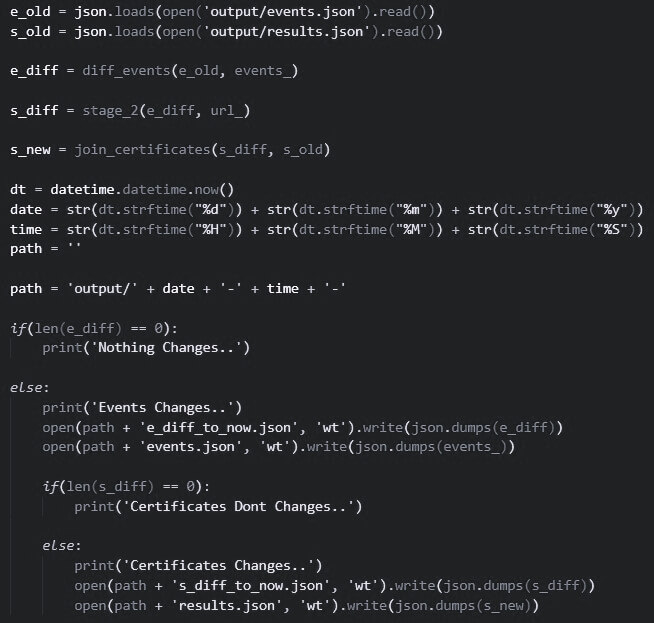 e_old = json.loads(open('output/events.json').read())
s_old = json.loads(open('output/results.json').read())
e_diff = diff_events(e_old, events_)
s_diff = stage_2(e_diff, url_)
s_new = join_certificates(s_diff, s_old)
dt = datetime.datetime.now()
date = str(dt.strftime("%d")) + str(dt.strftime("%m")) + str(dt.strftime("%y"))
time = str(dt.strftime("%H")) + str(dt.strftime("%M")) + str(dt.strftime("%S"))
path = ''
path = 'output/' + date + '-' + time + '-'
if(len(e_diff) == 0):
print('Nothing Changes..')
else:
print('Events Changes..')
open(path + 'e_diff_to_now.json', 'wt').write(json.dumps(e_diff))
open(path + 'events.json', 'wt').write(json.dumps(events_))
if(len(s_diff) == 0):
print('Certificates Dont Changes..')
else:
print('Certificates Changes..')
open(path + 's_diff_to_now.json', 'wt').write(json.dumps(s_diff))
open(path + 'results.json', 'wt').write(json.dumps(s_new))